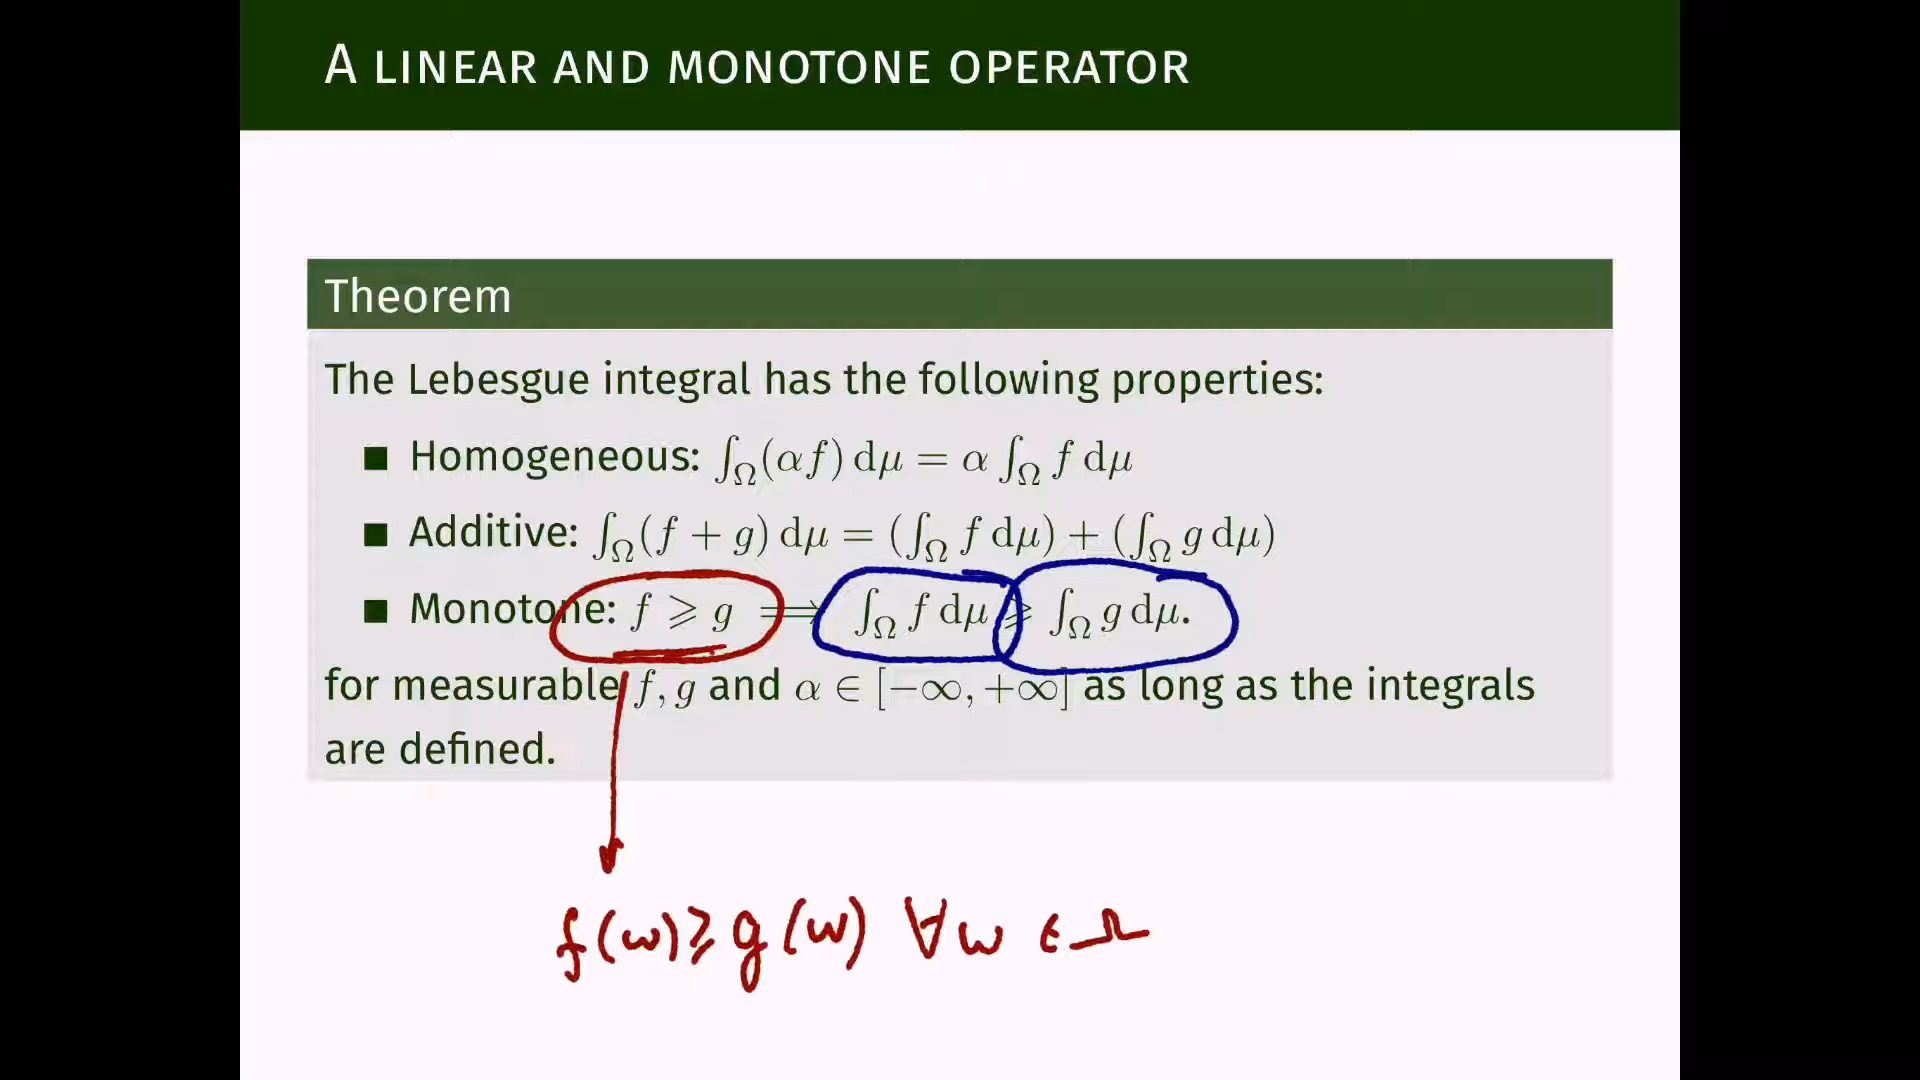 A LINEAR AND MONOTONE OPERATOR
Theorem
The Lebesgue integral has the following properties:
■ Homogeneous: ∫_Ω(αf) dμ = α ∫_Ω f dμ
■ Additive: ∫_Ω(f + g) dμ = (∫_Ω f dμ) + (∫_Ω g dμ)
■ Monotone: f ⩾ g ⟹ ∫_Ω f dμ ⩾ ∫_Ω g dμ.
for measurable f, g and α ∈ [−∞, +∞] as long as the integrals
are defined.
f(ω) ⩾ g(ω) ∀ω ∈ Ω